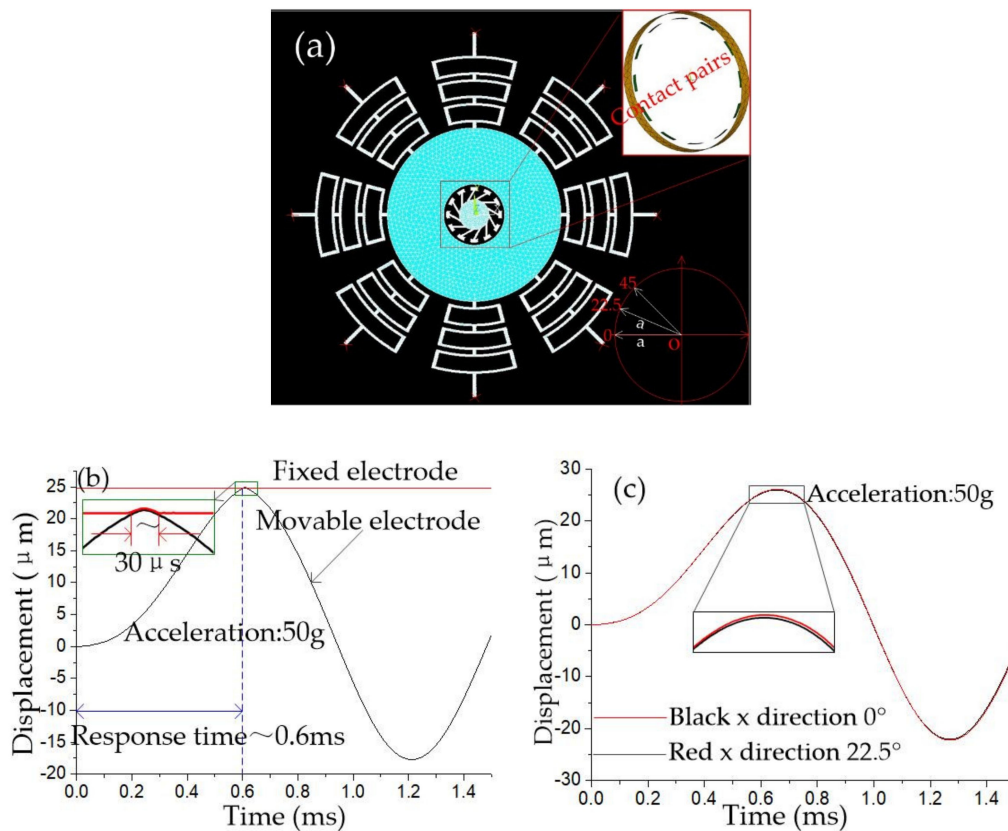 (a)
Contact pairs
45
22.5
a
0
O
a
(b)
Fixed electrode
Movable electrode
30 μs
Acceleration:50g
Response time～0.6ms
Displacement (μm)
25
20
15
10
5
0
-5
-10
-15
-20
0.0 0.2 0.4 0.6 0.8 1.0 1.2 1.4
Time (ms)
(c)
Acceleration:50g
Black x direction 0°
Red x direction 22.5°
Displacement (μm)
30
20
10
0
-10
-20
-30
0.0 0.2 0.4 0.6 0.8 1.0 1.2 1.4
Time (ms)